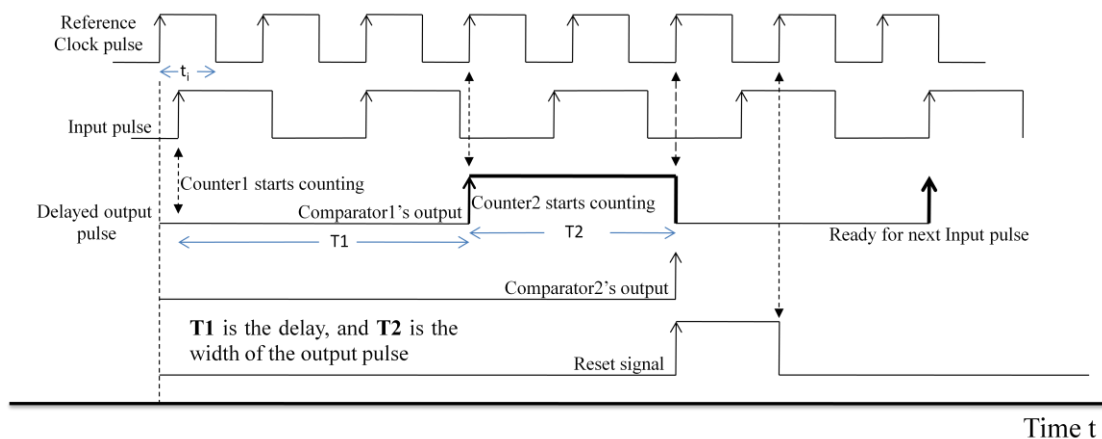 Reference
Clock pulse
ti
Input pulse
Counter1 starts counting
Delayed output
pulse
Comparator1's output
Counter2 starts counting
T1
T2
Ready for next Input pulse
Comparator2's output
T1 is the delay, and T2 is the
width of the output pulse
Reset signal
Time t